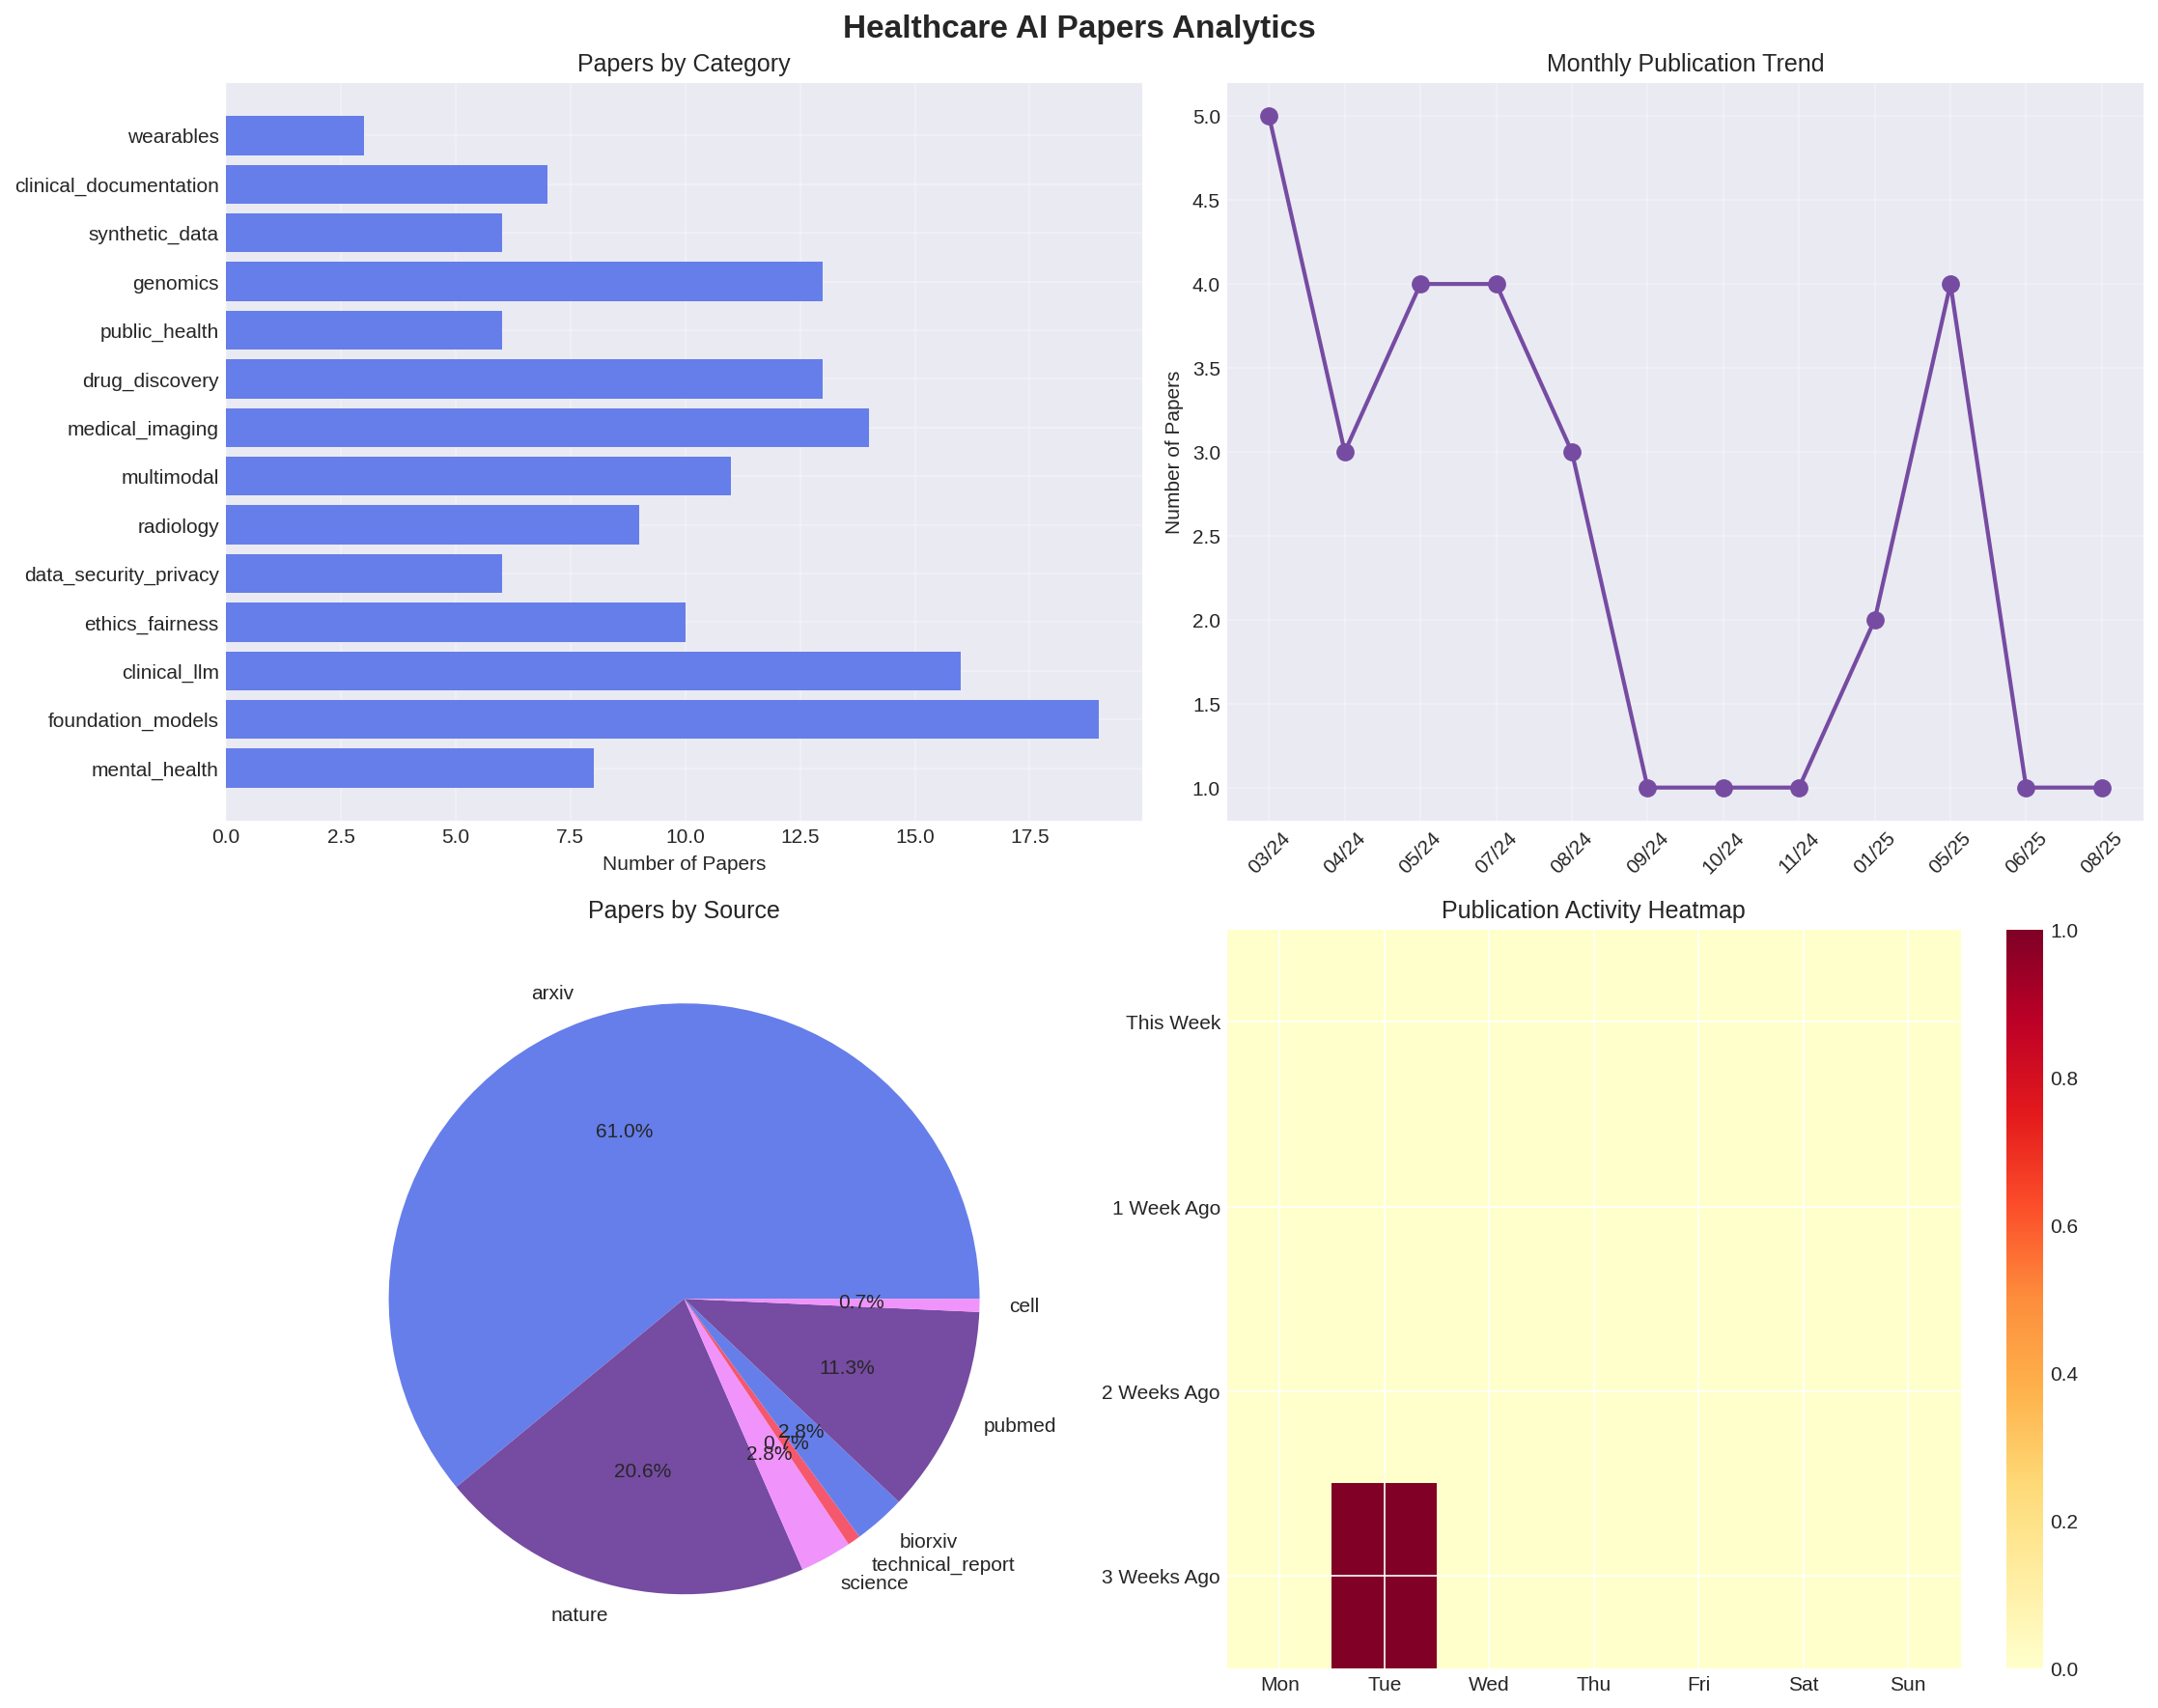 Healthcare AI Papers Analytics
Papers by Category
wearables
clinical_documentation
synthetic_data
genomics
public_health
drug_discovery
medical_imaging
multimodal
radiology
data_security_privacy
ethics_fairness
clinical_llm
foundation_models
mental_health
0.0 2.5 5.0 7.5 10.0 12.5 15.0 17.5
Number of Papers
Monthly Publication Trend
Number of Papers
5.0
4.5
4.0
3.5
3.0
2.5
2.0
1.5
1.0
03/24 04/24 05/24 07/24 08/24 09/24 10/24 11/24 01/25 05/25 06/25 08/25
Papers by Source
arxiv
61.0%
0.7%
cell
11.3%
pubmed
2.8%
0.7%
2.8%
20.6%
biorxiv
technical_report
science
nature
Publication Activity Heatmap
This Week
1 Week Ago
2 Weeks Ago
3 Weeks Ago
Mon Tue Wed Thu Fri Sat Sun
1.0
0.8
0.6
0.4
0.2
0.0